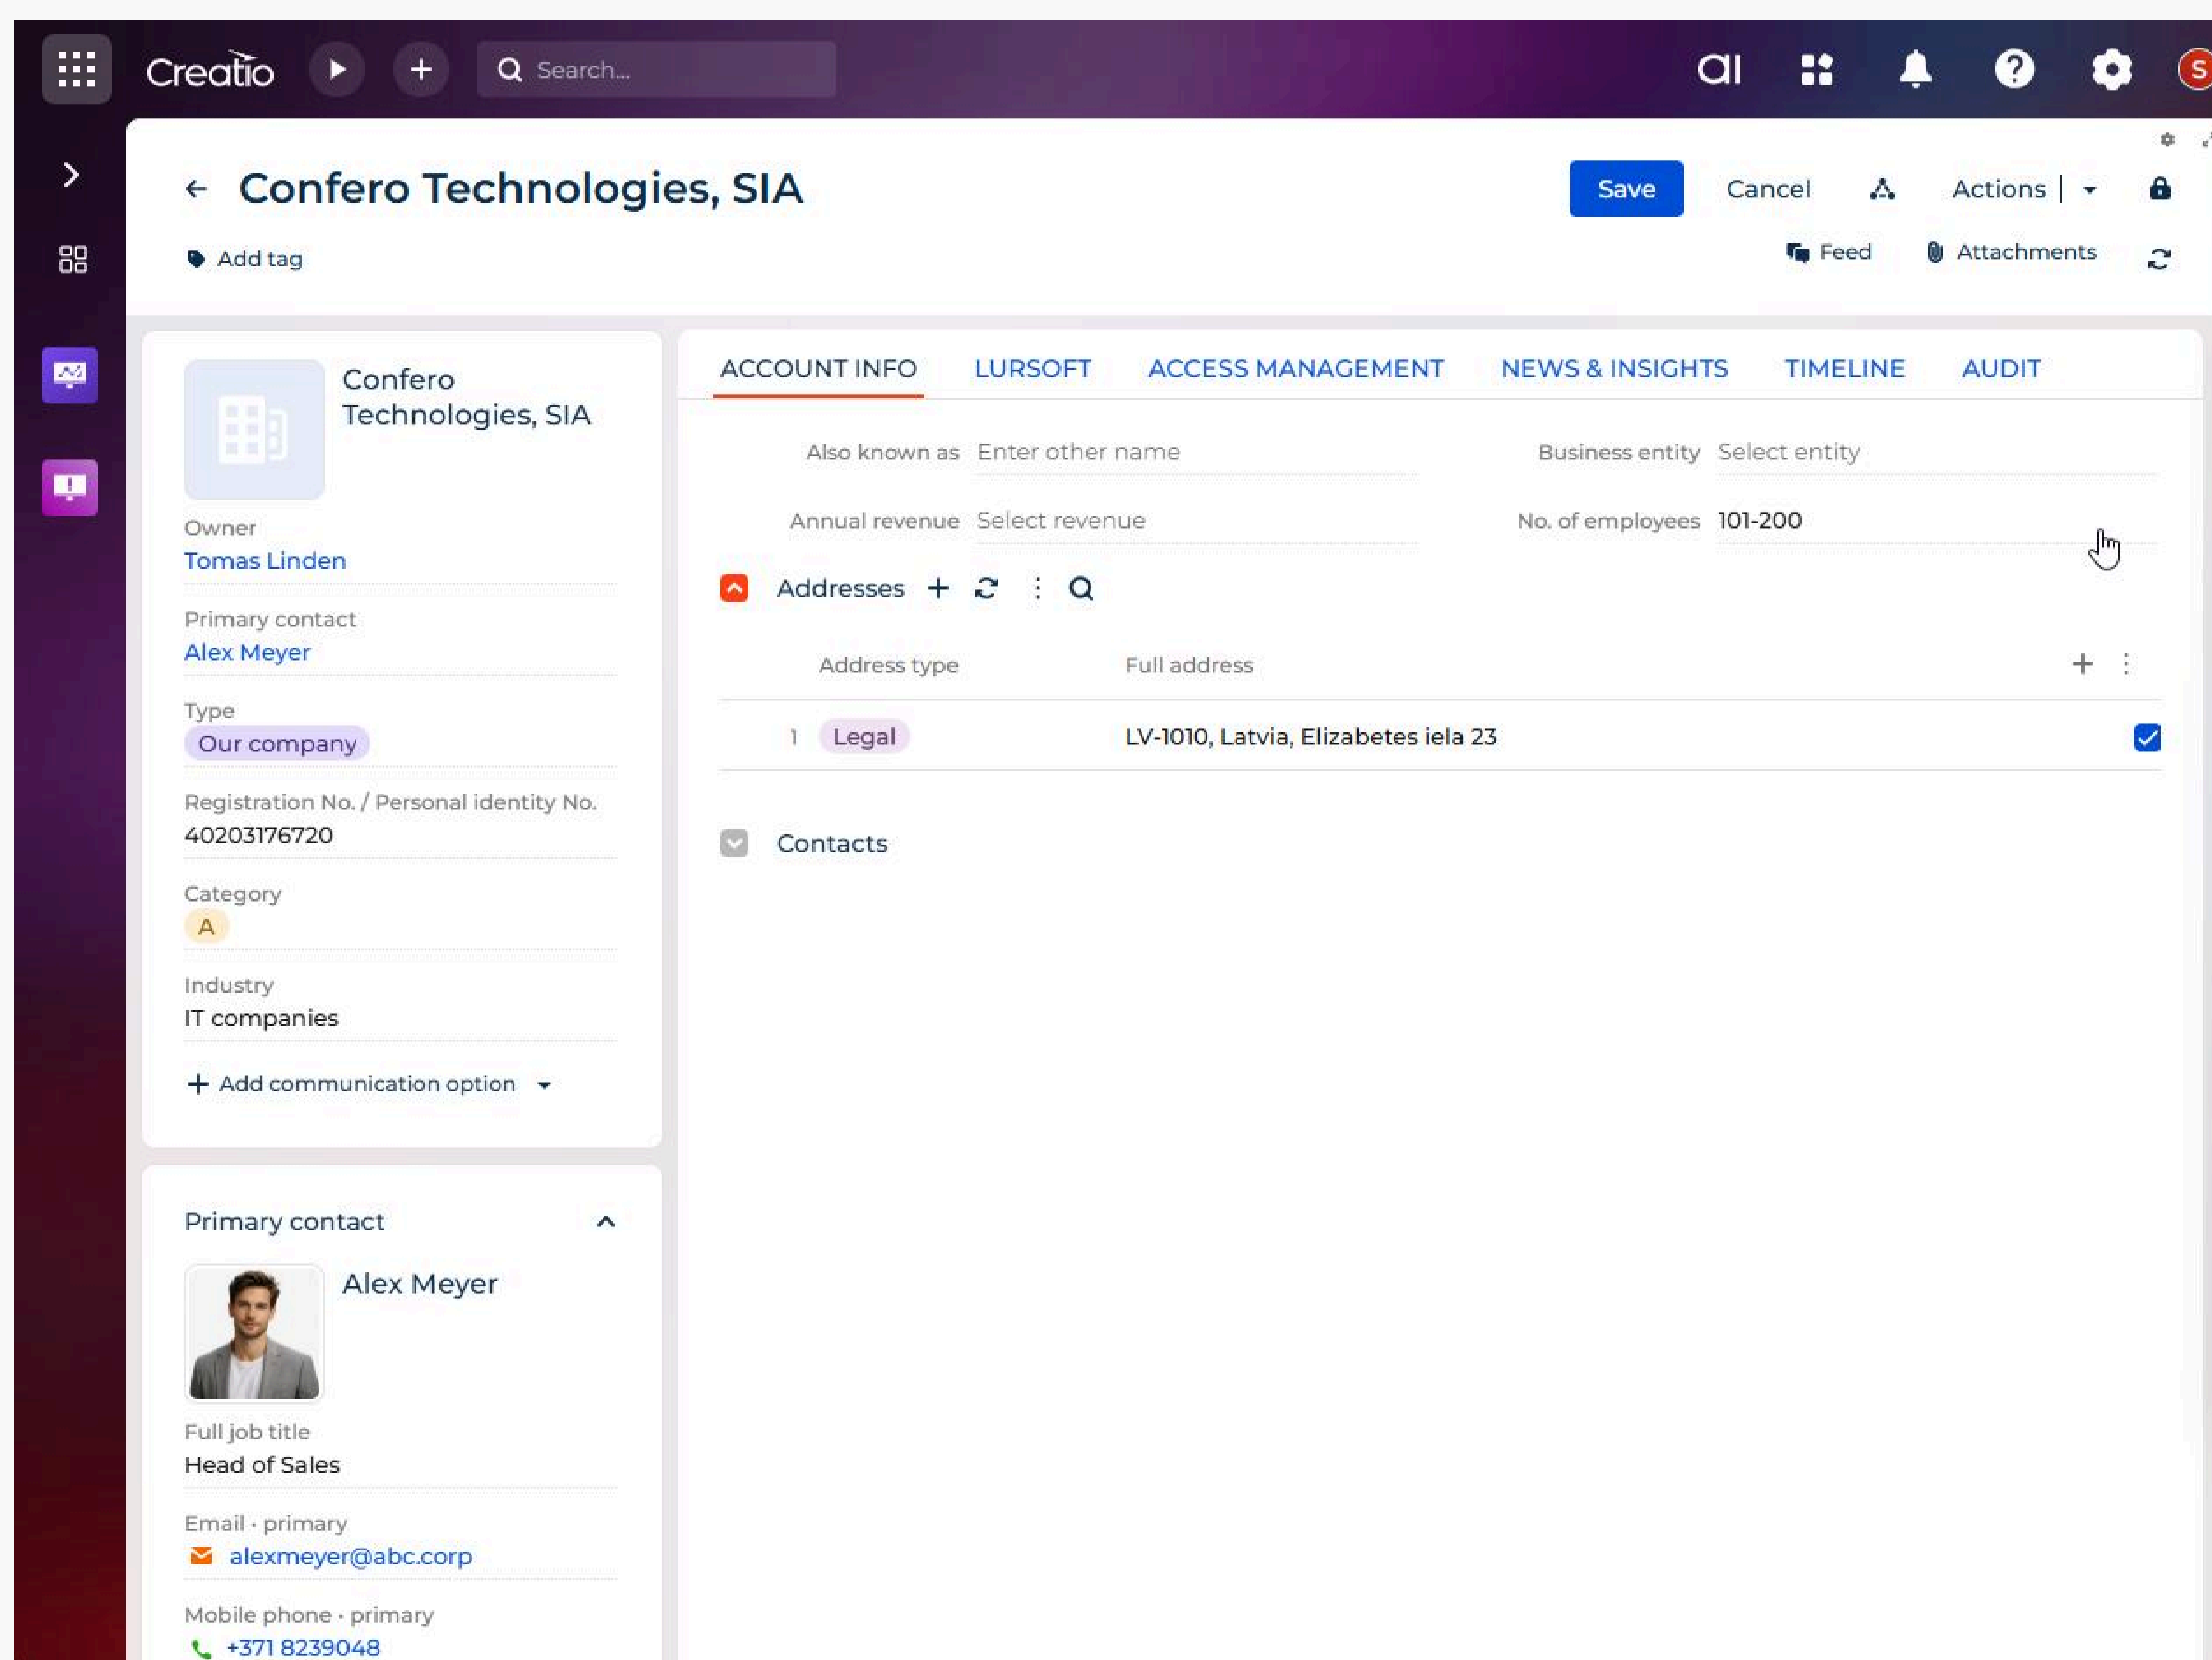 Creatio
Search...
ai
S
Confero Technologies, SIA
Save
Cancel
Actions
Add tag
Feed
Attachments
Confero
Technologies, SIA
Owner
Tomas Linden
Primary contact
Alex Meyer
Type
Our company
Registration No. / Personal identity No.
40203176720
Category
A
Industry
IT companies
Add communication option
Primary contact
Alex Meyer
Full job title
Head of Sales
Email • primary
alexmeyer@abc.corp
Mobile phone • primary
+371 8239048
ACCOUNT INFO LURSOFT ACCESS MANAGEMENT NEWS & INSIGHTS TIMELINE AUDIT
Also known as Enter other name
Business entity Select entity
Annual revenue Select revenue
No. of employees 101-200
Addresses
Address type Full address
1 Legal LV-1010, Latvia, Elizabetes iela 23
Contacts